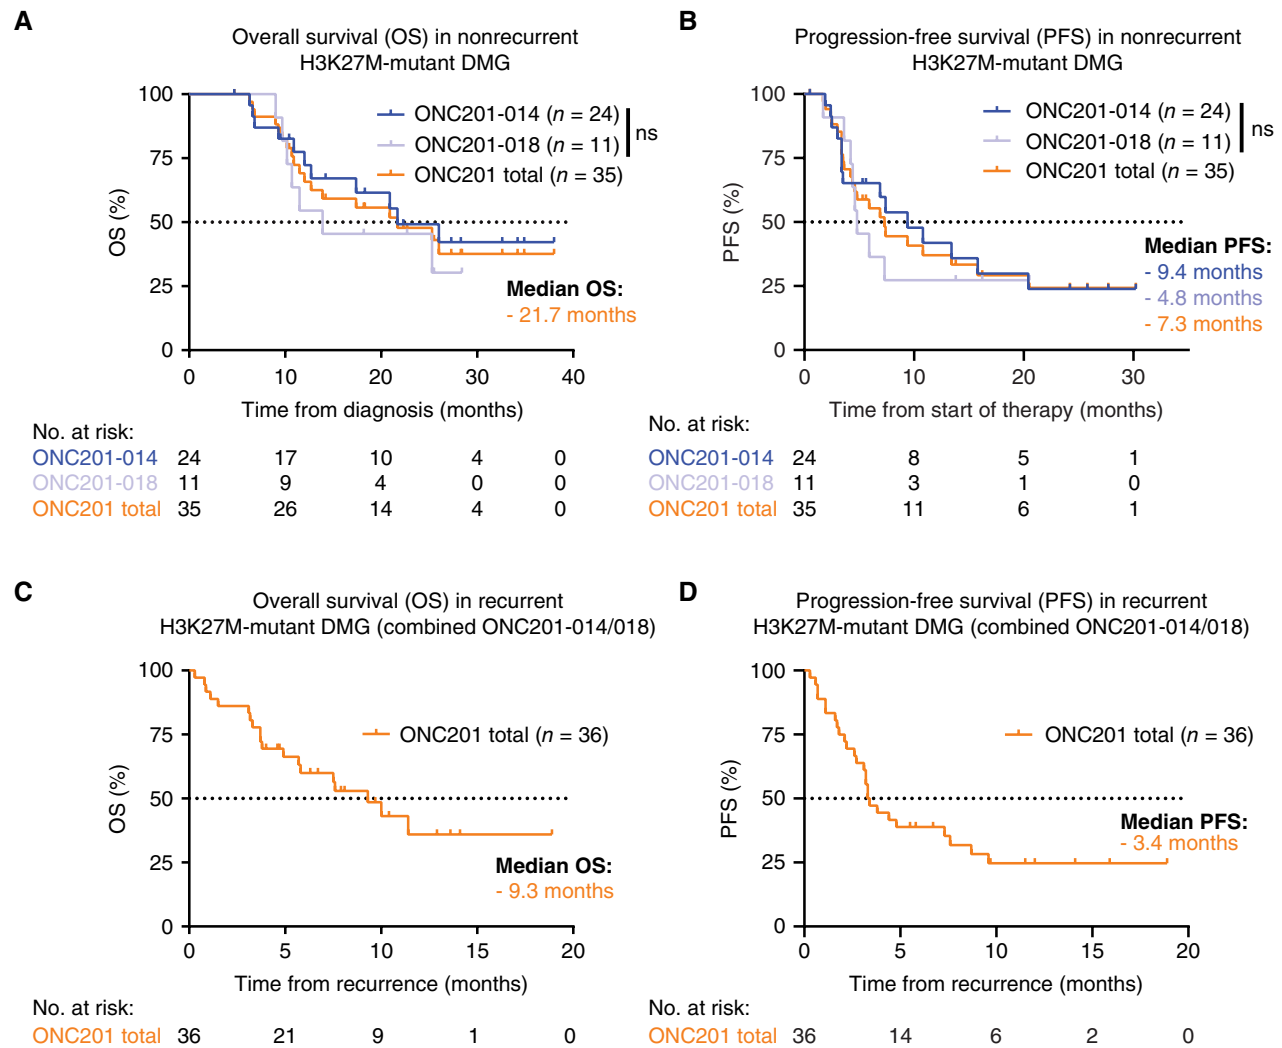 A
Overall survival (OS) in nonrecurrent
H3K27M-mutant DMG
OS (%)
100
75
50
25
0
ONC201-014 (n = 24)
ONC201-018 (n = 11)
ns
ONC201 total (n = 35)
Median OS:
- 21.7 months
0 10 20 30 40
Time from diagnosis (months)
No. at risk:
ONC201-014 24 17 10 4 0
ONC201-018 11 9 4 0 0
ONC201 total 35 26 14 4 0
B
Progression-free survival (PFS) in nonrecurrent
H3K27M-mutant DMG
PFS (%)
100
75
50
25
0
ONC201-014 (n = 24)
ONC201-018 (n = 11)
ns
ONC201 total (n = 35)
Median PFS:
- 9.4 months
- 4.8 months
- 7.3 months
0 10 20 30
Time from start of therapy (months)
No. at risk:
ONC201-014 24 8 5 1
ONC201-018 11 3 1 0
ONC201 total 35 11 6 1
C
Overall survival (OS) in recurrent
H3K27M-mutant DMG (combined ONC201-014/018)
OS (%)
100
75
50
25
0
ONC201 total (n = 36)
Median OS:
- 9.3 months
0 5 10 15 20
Time from recurrence (months)
No. at risk:
ONC201 total 36 21 9 1 0
D
Progression-free survival (PFS) in recurrent
H3K27M-mutant DMG (combined ONC201-014/018)
PFS (%)
100
75
50
25
0
ONC201 total (n = 36)
Median PFS:
- 3.4 months
0 5 10 15 20
Time from recurrence (months)
No. at risk:
ONC201 total 36 14 6 2 0